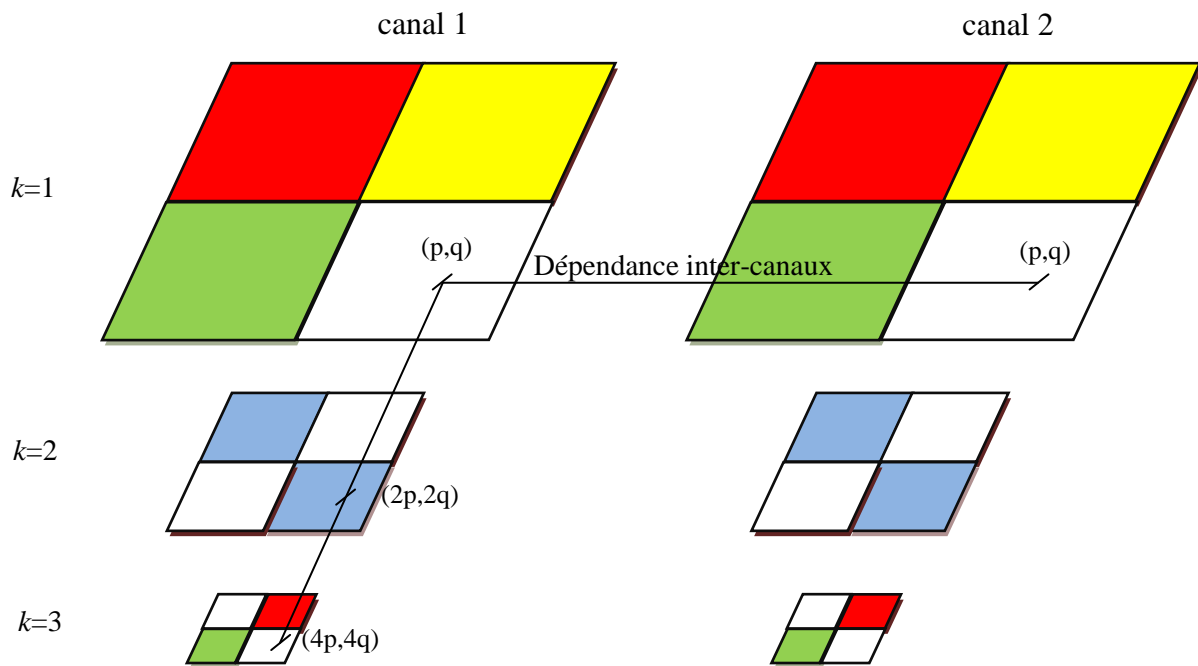 canal 1
canal 2
k=1
(p,q)
Dépendance inter-canaux
(p,q)
k=2
(2p,2q)
k=3
(4p,4q)